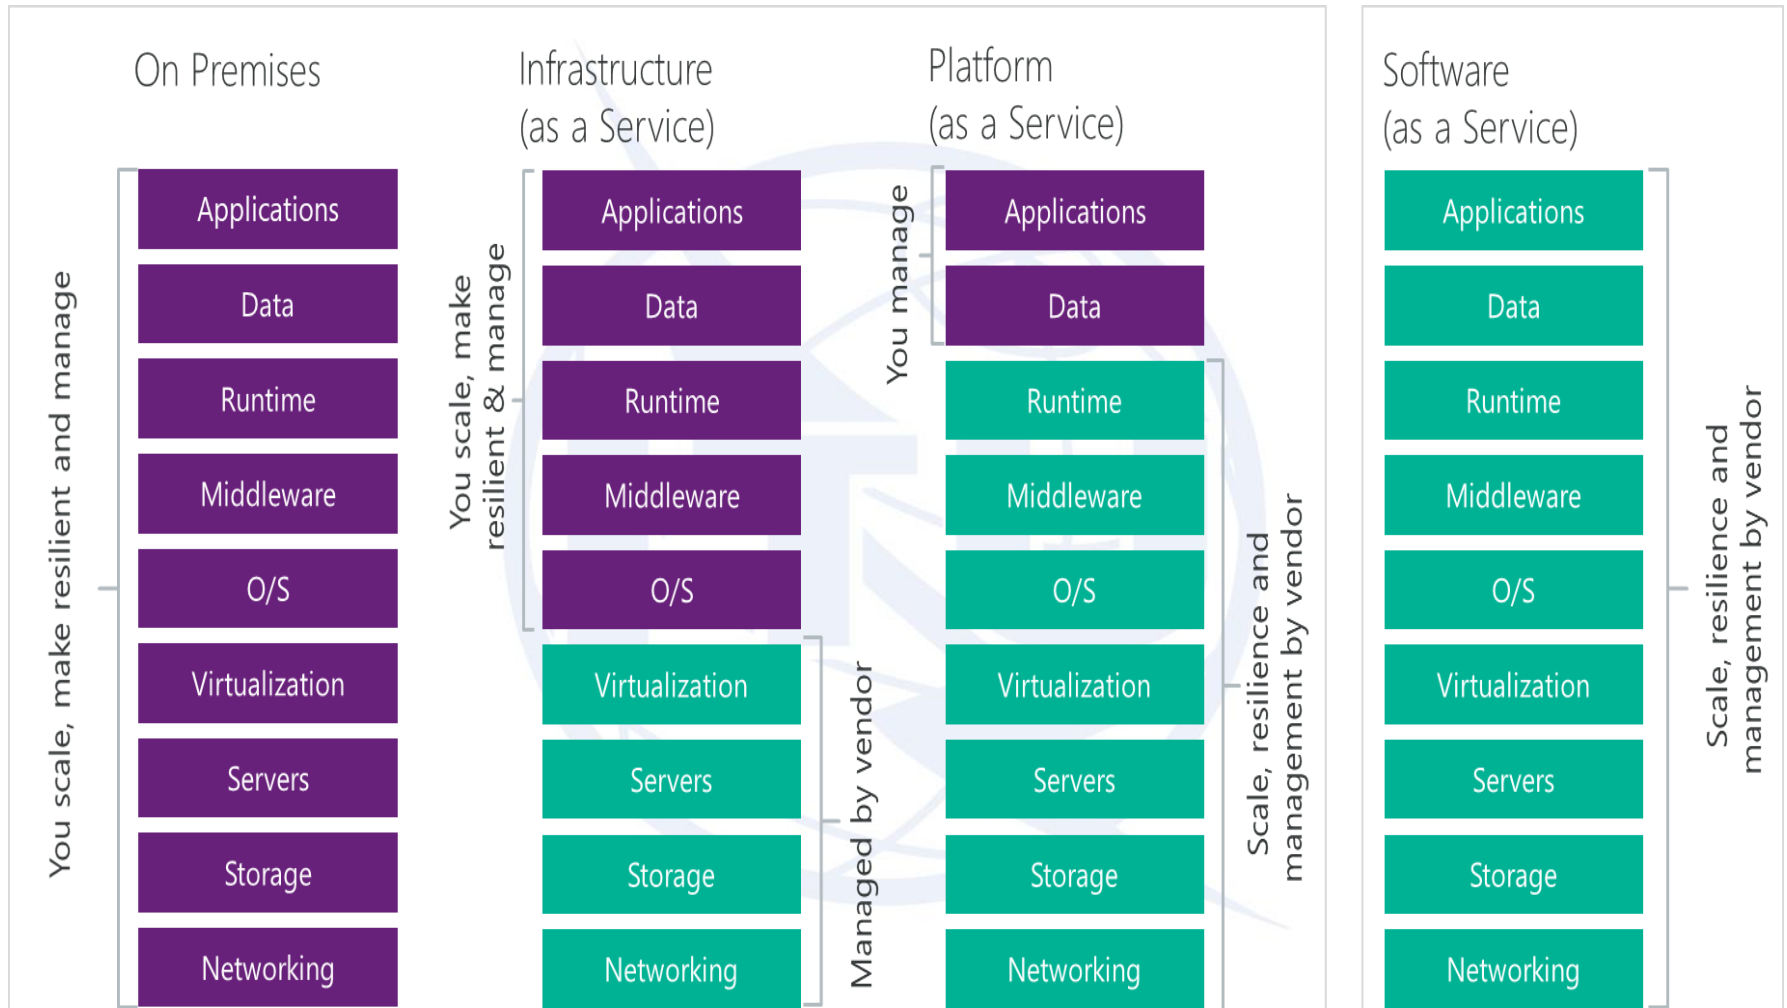 On Premises
You scale, make resilient and manage
Applications
Data
Runtime
Middleware
O/S
Virtualization
Servers
Storage
Networking
Infrastructure
(as a Service)
You scale, make
resilient & manage
Applications
Data
Runtime
Middleware
O/S
Virtualization
Servers
Storage
Networking
Managed by vendor
Platform
(as a Service)
You manage
Applications
Data
Runtime
Middleware
O/S
Virtualization
Servers
Storage
Networking
Scale, resilience and
management by vendor
Software
(as a Service)
Applications
Data
Runtime
Middleware
O/S
Virtualization
Servers
Storage
Networking
Scale, resilience and
management by vendor
ITU